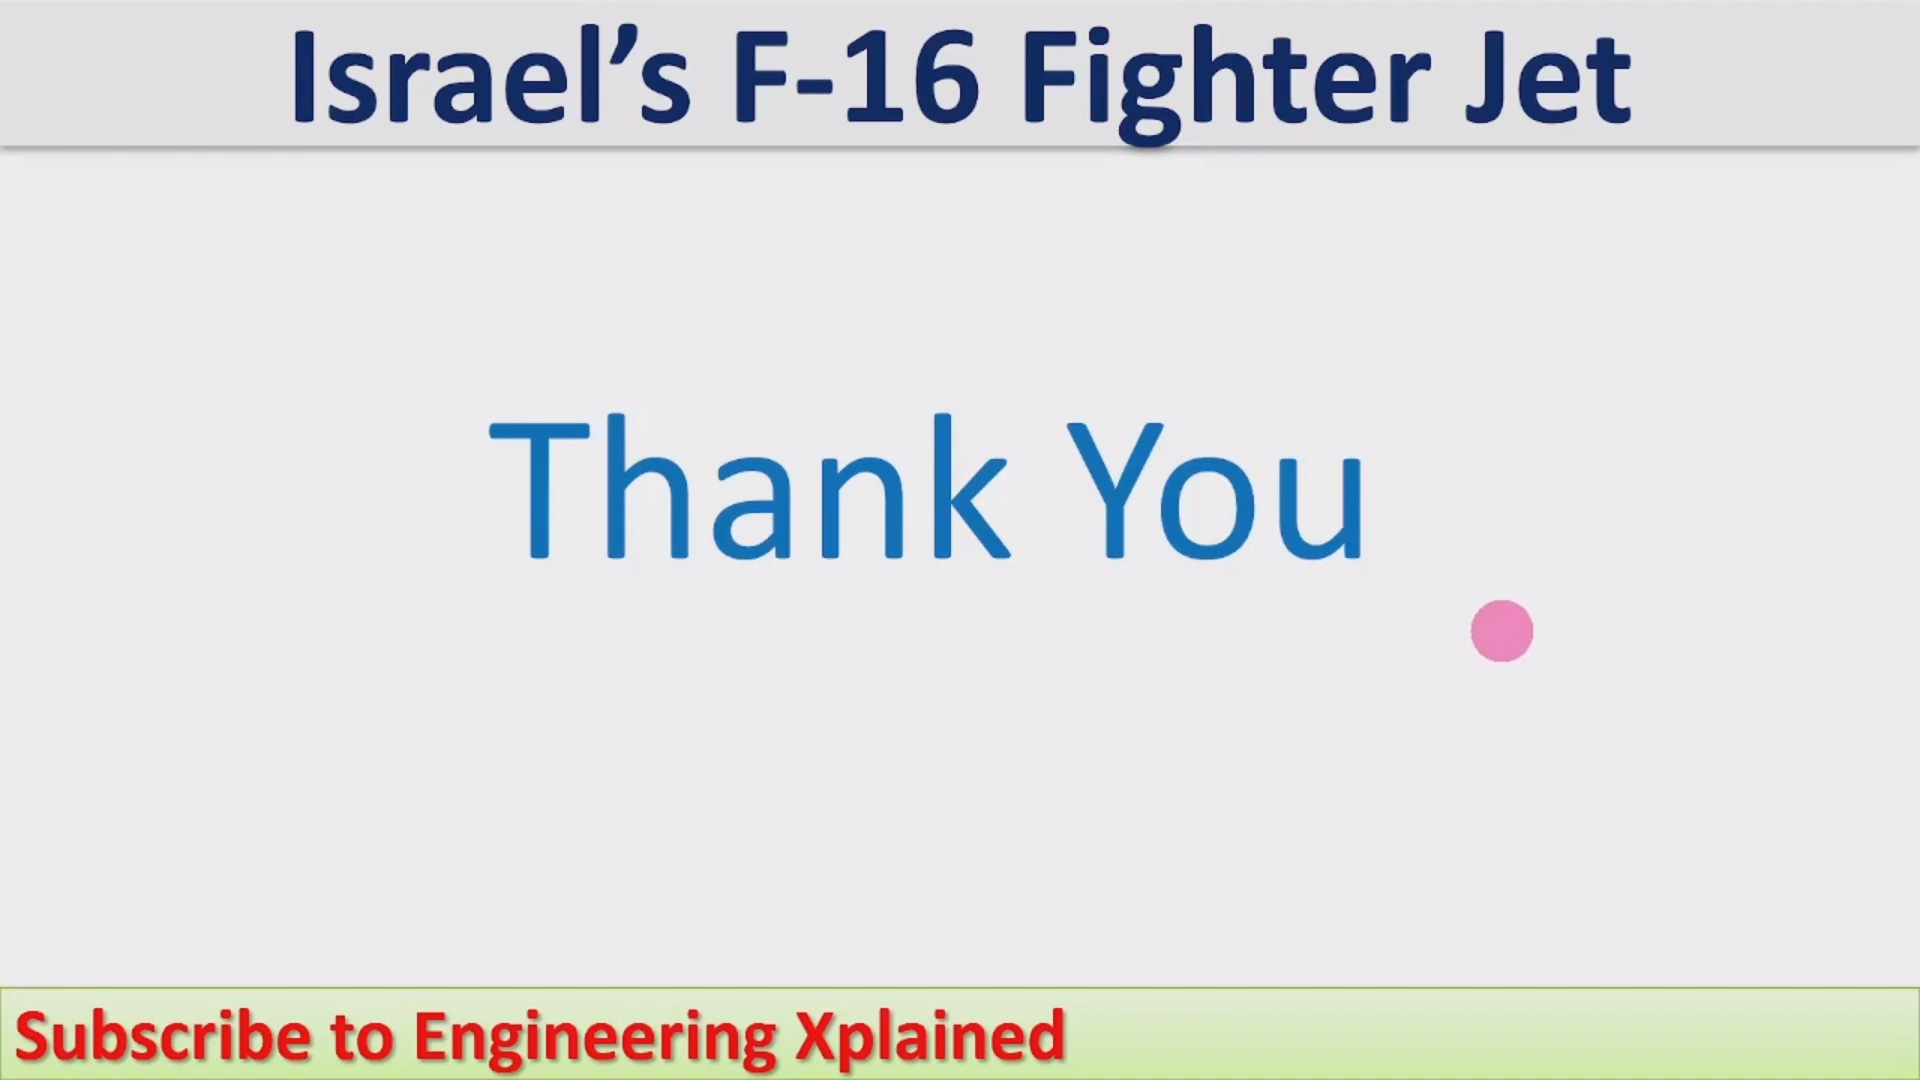 Israel’s F-16 Fighter Jet
Thank You
Subscribe to Engineering Xplained